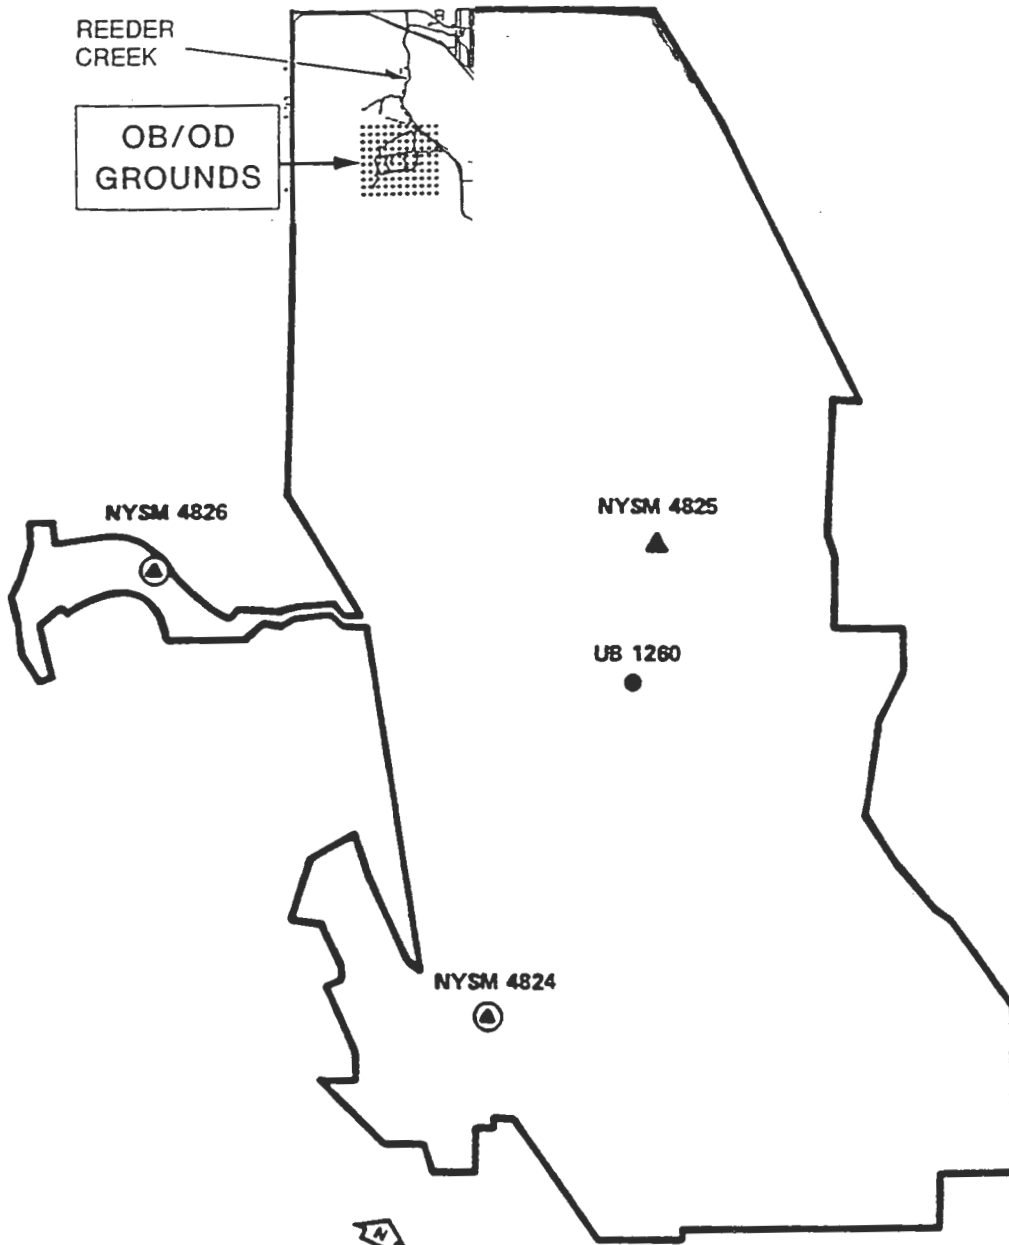 REEDER
CREEK
OB/OD
GROUNDS
NYSM 4826
NYSM 4825
UB 1260
NYSM 4824
N